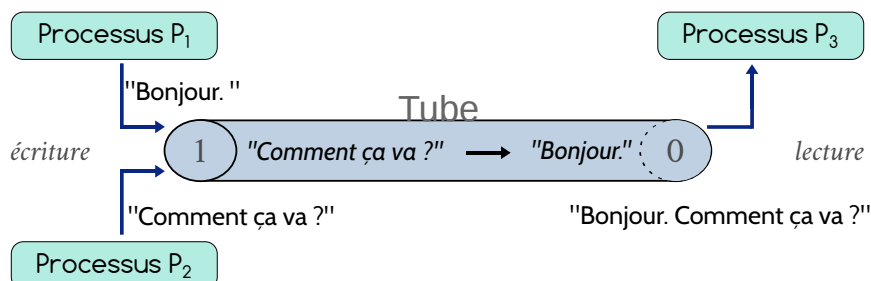 Processus P₁
Processus P₃
"Bonjour. "
Tube
écriture
1
"Comment ça va ?"
"Bonjour."
0
lecture
"Comment ça va ?"
"Bonjour. Comment ça va ?"
Processus P₂